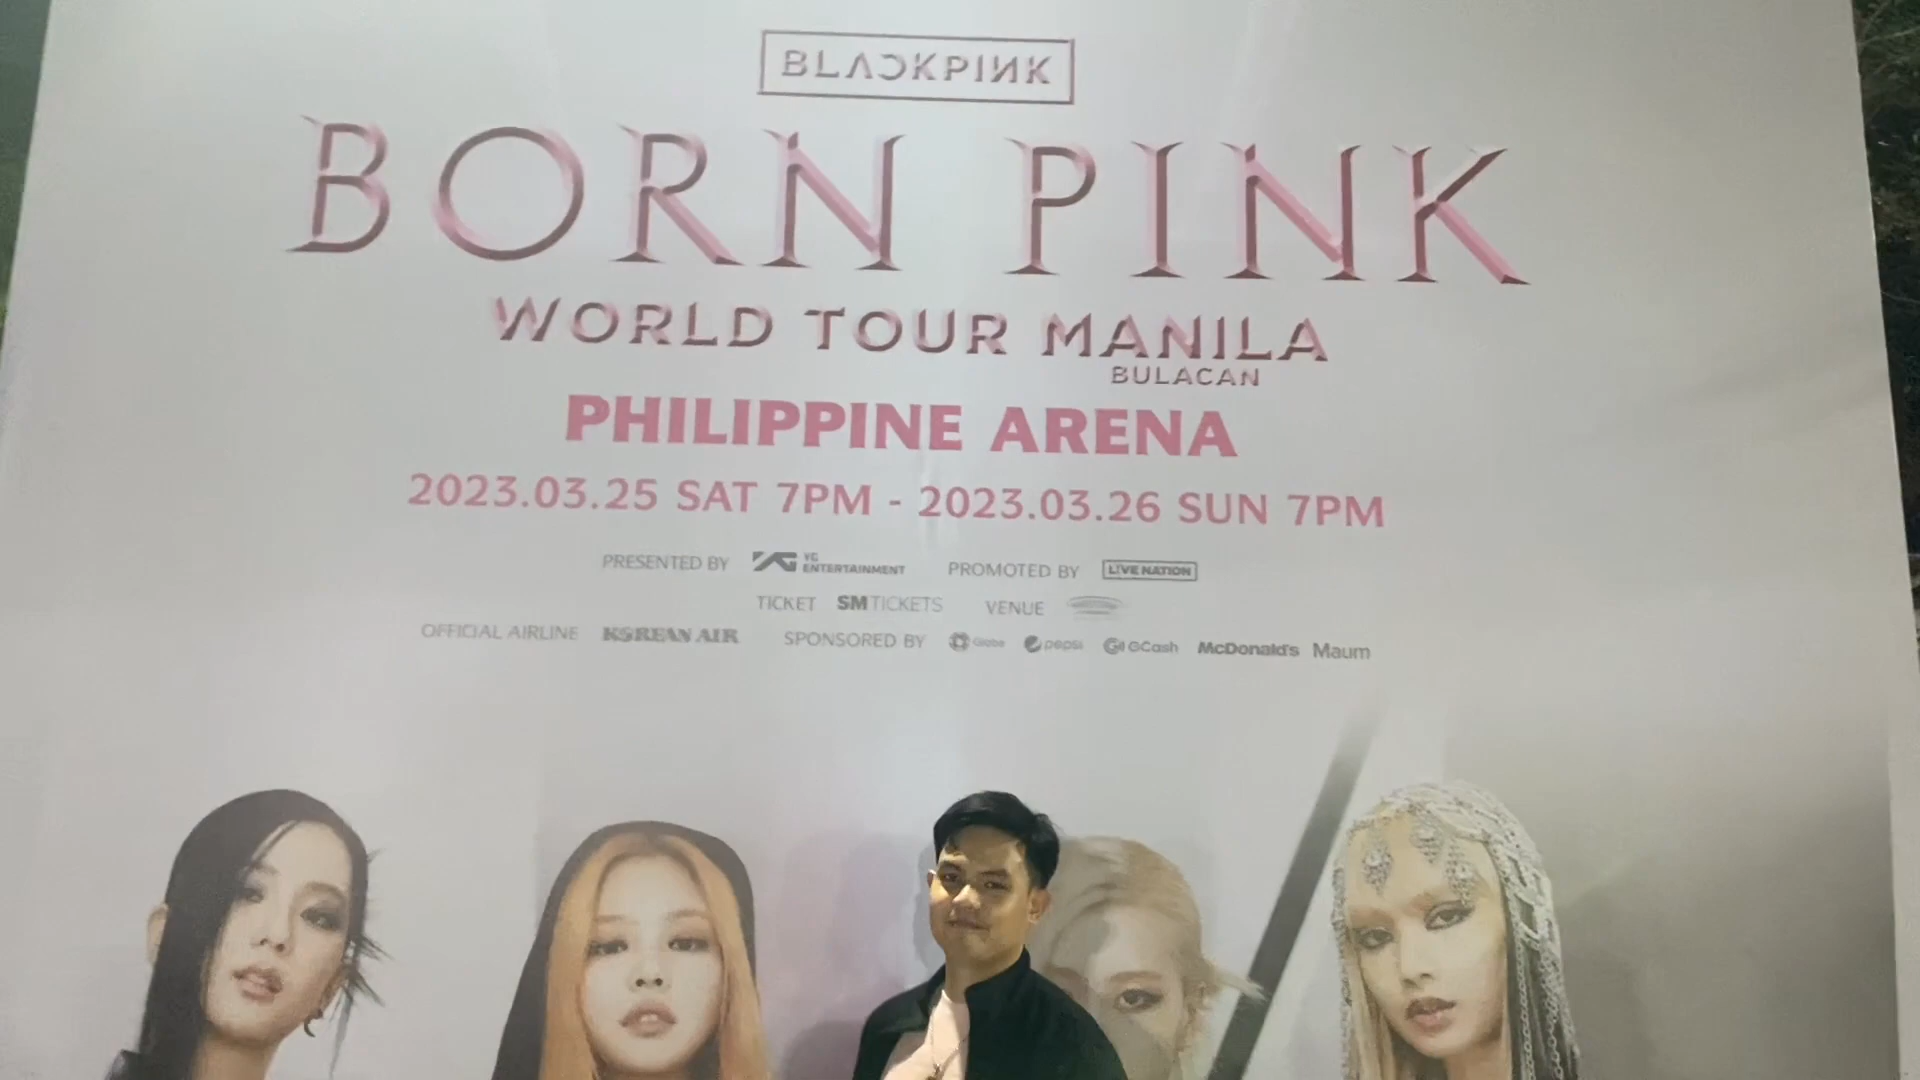 BLACKPINK
BORN PINK
WORLD TOUR MANILA
BULACAN
PHILIPPINE ARENA
2023.03.25 SAT 7PM - 2023.03.26 SUN 7PM
PRESENTED BY YG ENTERTAINMENT PROMOTED BY LIVE NATION
TICKET SMTICKETS VENUE
OFFICIAL AIRLINE KOREAN AIR SPONSORED BY Globe pepsi GCash McDonald's Maum